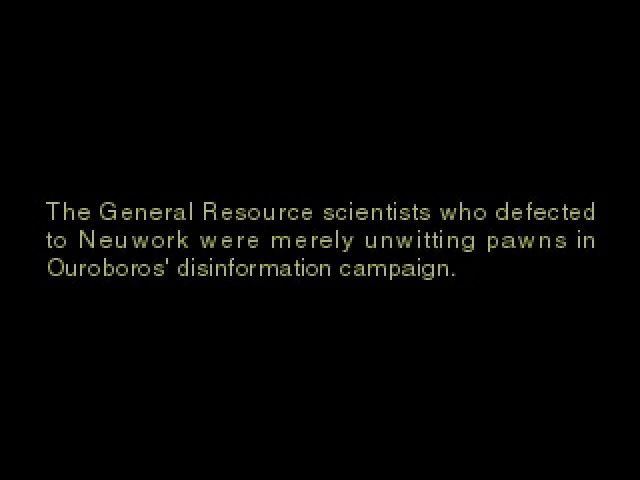 The General Resource scientists who defected
to Neuwork were merely unwitting pawns in
Ouroboros' disinformation campaign.